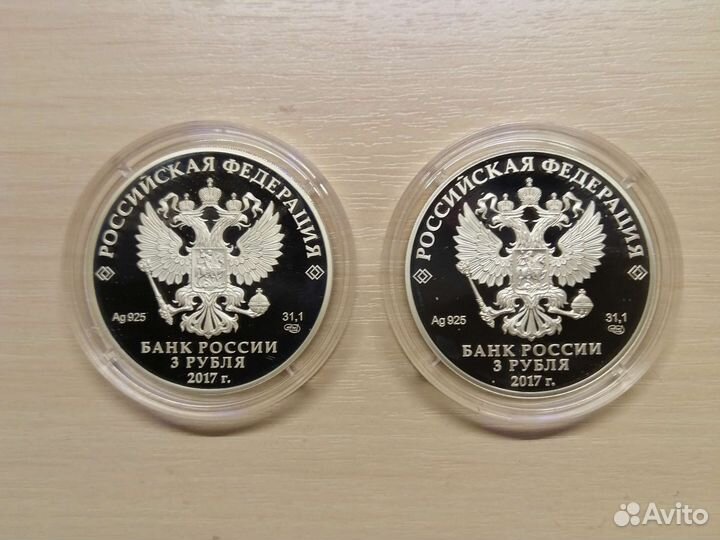 РОССИЙСКАЯ ФЕДЕРАЦИЯ
Ag 925 31,1
БАНК РОССИИ
3 РУБЛЯ
2017 г.
РОССИЙСКАЯ ФЕДЕРАЦИЯ
Ag 925 31,1
БАНК РОССИИ
3 РУБЛЯ
2017 г.
Avito